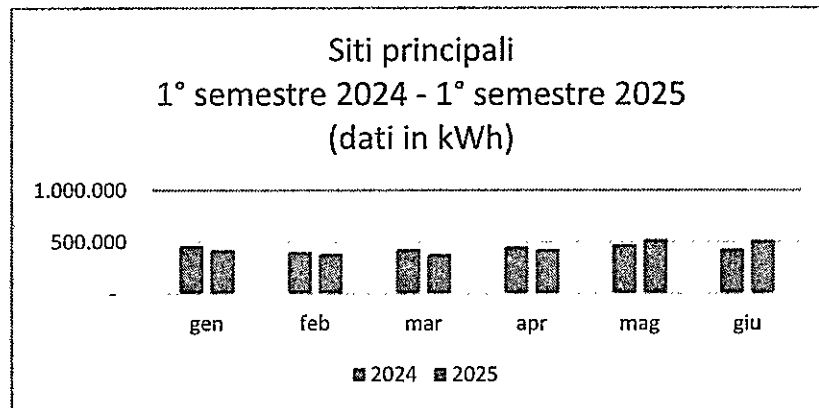 Siti principali
1° semestre 2024 - 1° semestre 2025
(dati in kWh)
1.000.000
500.000
-
gen feb mar apr mag giu
2024 2025